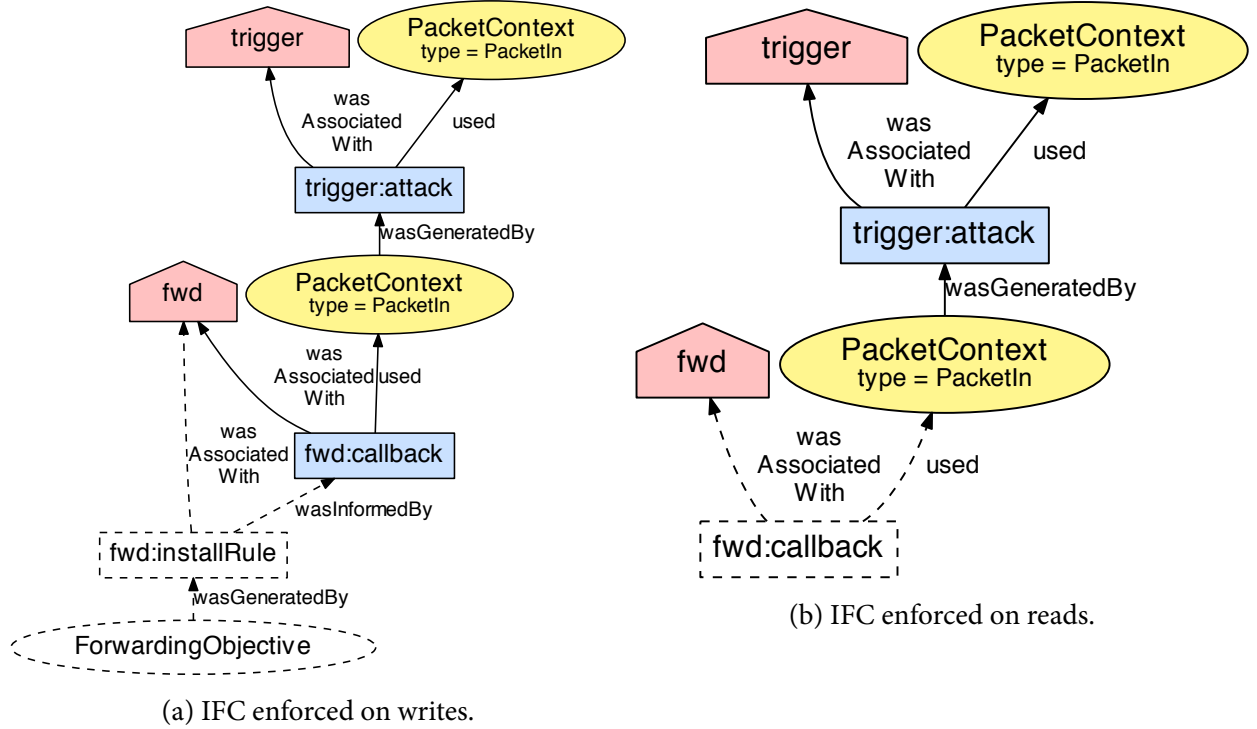 trigger
PacketContext
type = PacketIn
was
Associated
With
used
trigger:attack
wasGeneratedBy
fwd
PacketContext
type = PacketIn
was
Associated
With
used
was
Associated
With
fwd:callback
wasInformedBy
fwd:installRule
wasGeneratedBy
ForwardingObjective
(a) IFC enforced on writes.
trigger
PacketContext
type = PacketIn
was
Associated
With
used
trigger:attack
wasGeneratedBy
fwd
PacketContext
type = PacketIn
was
Associated
With
used
fwd:callback
(b) IFC enforced on reads.